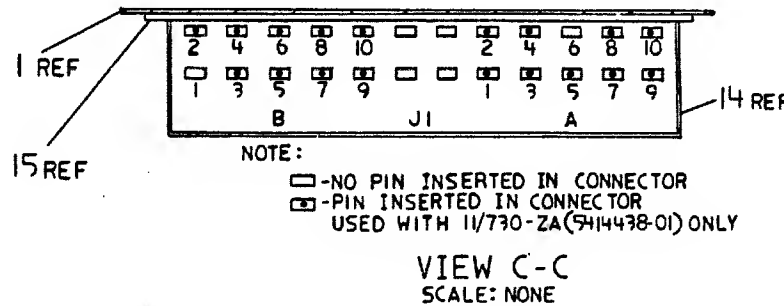 2 4 6 8 10 2 4 6 8 10
1 REF
1 3 5 7 9 1 3 5 7 9
14 REF
B J1 A
15 REF
NOTE:
-NO PIN INSERTED IN CONNECTOR
-PIN INSERTED IN CONNECTOR
USED WITH 11/730-ZA(5414438-01) ONLY
VIEW C-C
SCALE: NONE